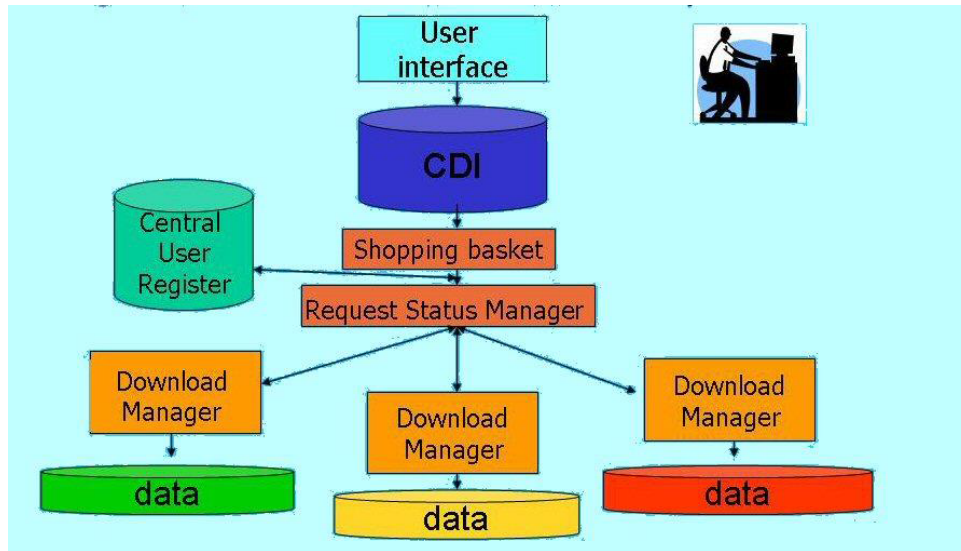 User
interface
CDI
Central
User
Register
Shopping basket
Request Status Manager
Download
Manager
Download
Manager
Download
Manager
data
data
data